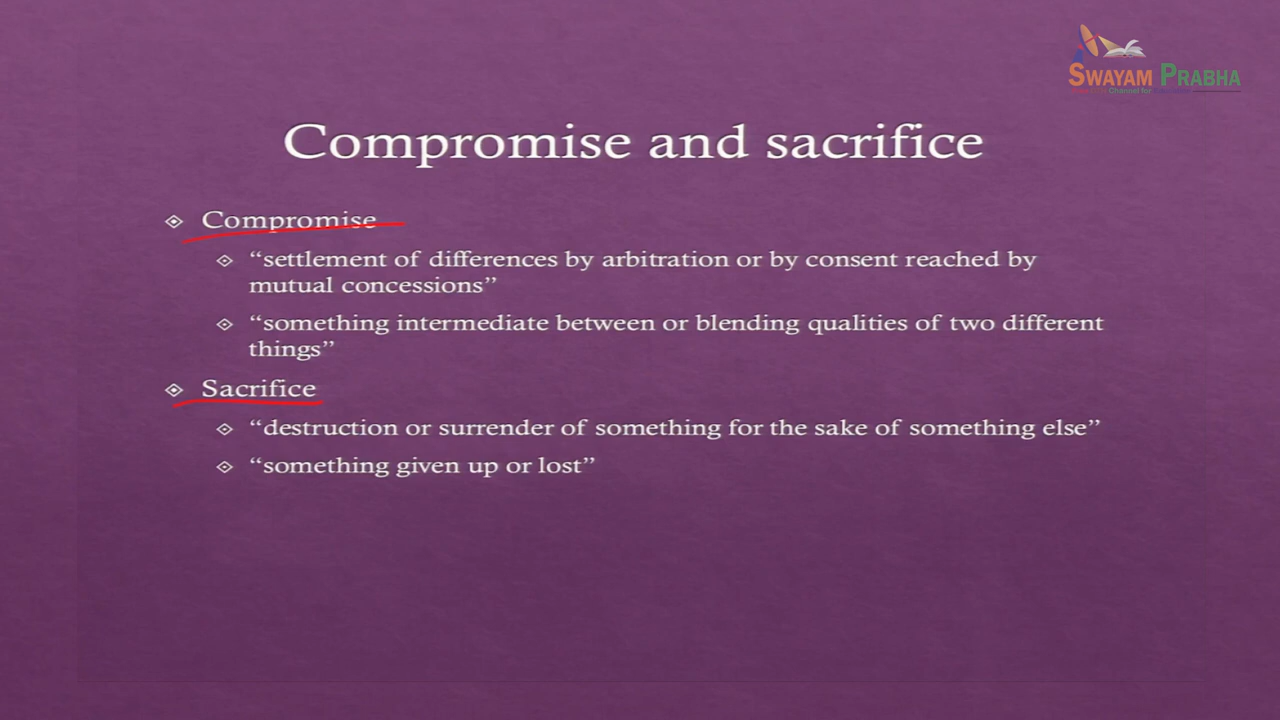 SWAYAM PRABHA
Channel for
Compromise and sacrifice
Compromise
“settlement of differences by arbitration or by consent reached by
mutual concessions”
“something intermediate between or blending qualities of two different
things”
Sacrifice
“destruction or surrender of something for the sake of something else”
“something given up or lost”